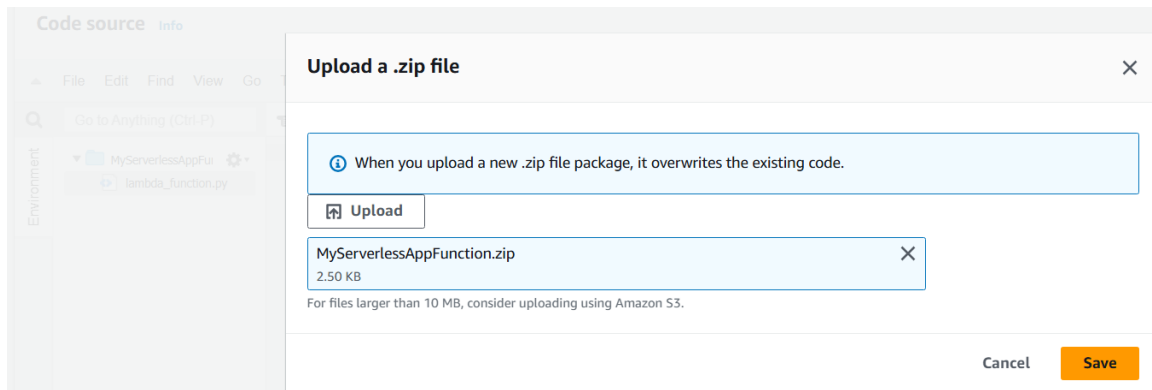 Code source Info
Upload a .zip file
File Edit Find View Go
Go to Anything (Ctrl-P)
When you upload a new .zip file package, it overwrites the existing code.
Environment
MyServerlessAppFu
lambda_function.py
Upload
MyServerlessAppFunction.zip
2.50 KB
For files larger than 10 MB, consider uploading using Amazon S3.
Cancel Save